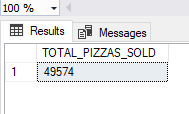 100 %
Results Messages
TOTAL_PIZZAS_SOLD
1 49574